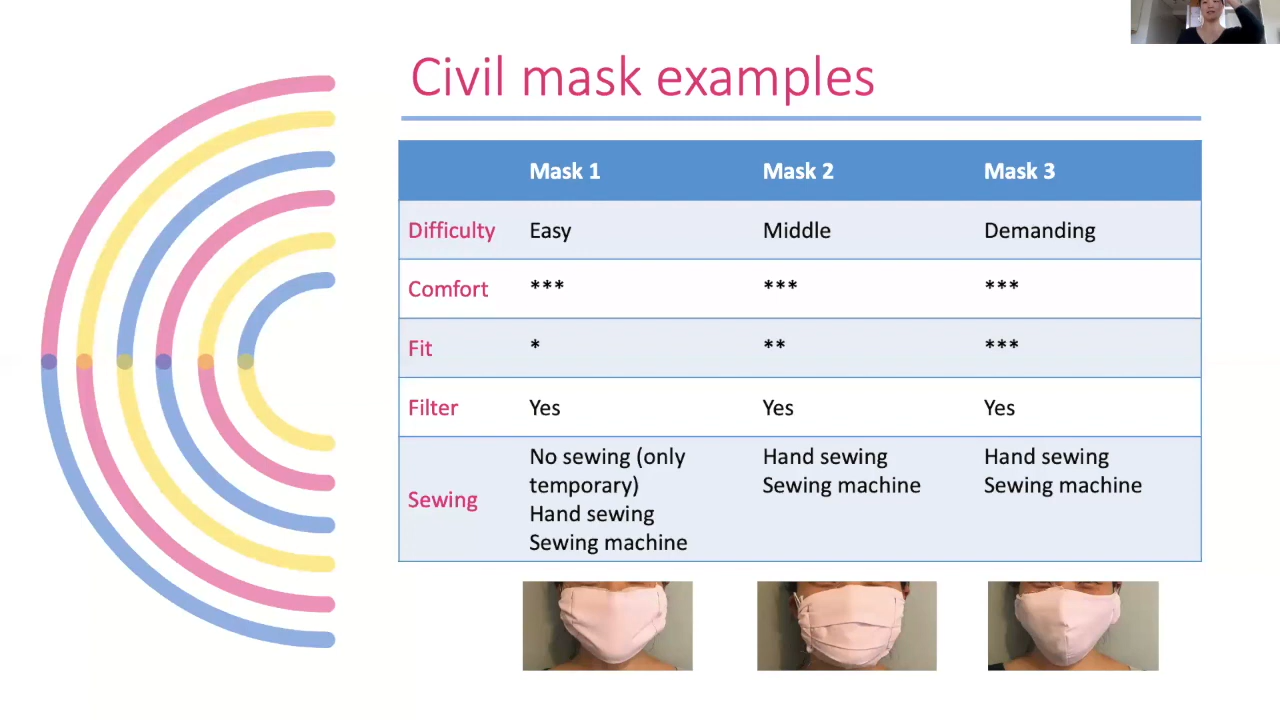 Civil mask examples
Mask 1 Mask 2 Mask 3
Difficulty Easy Middle Demanding
Comfort *** *** ***
Fit * ** ***
Filter Yes Yes Yes
Sewing
No sewing (only
temporary)
Hand sewing
Sewing machine
Hand sewing
Sewing machine
Hand sewing
Sewing machine